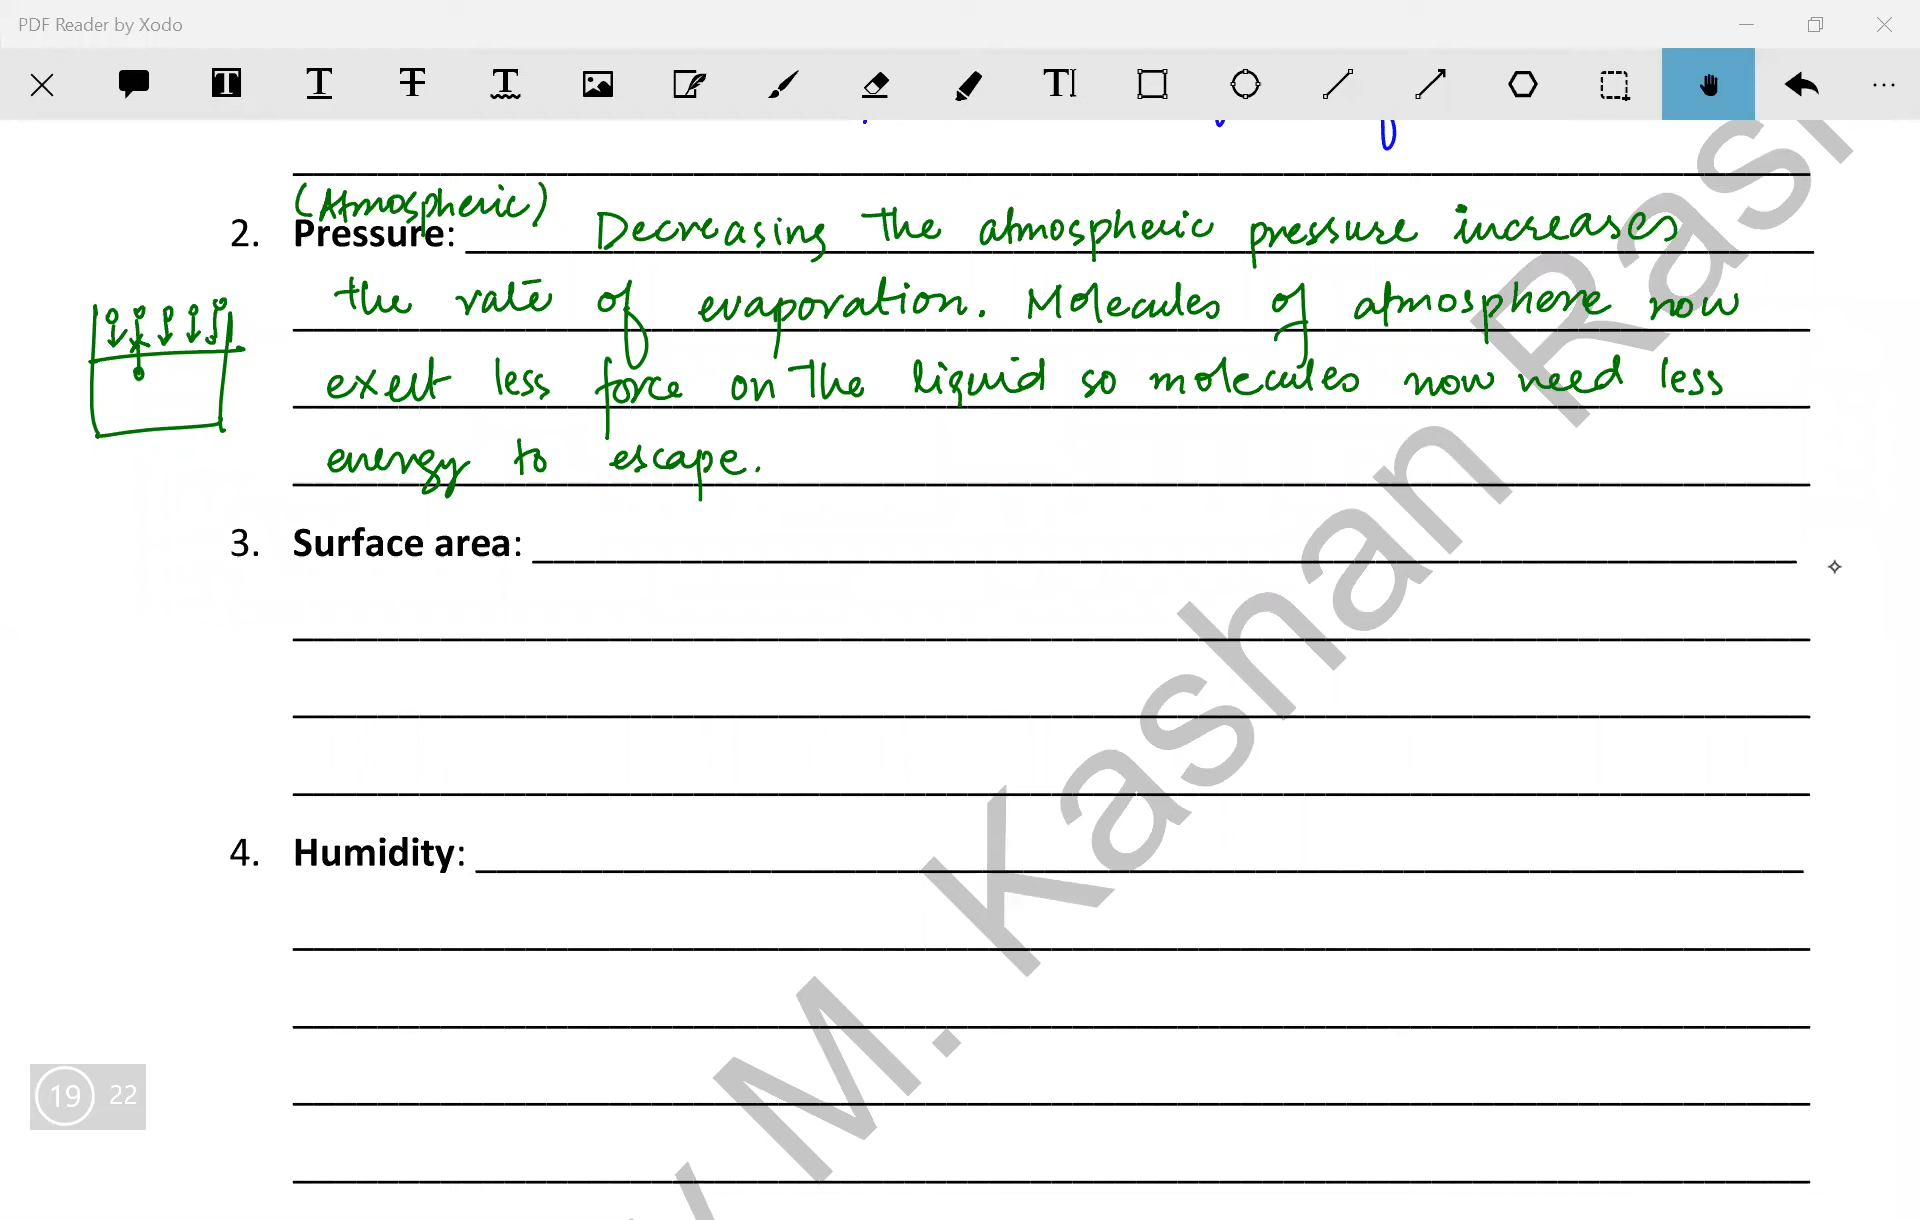 PDF Reader by Xodo
(Atmospheric)
2. Pressure: Decreasing the atmospheric pressure increases
the rate of evaporation. Molecules of atmosphere now
exert less force on the liquid so molecules now need less
energy to escape.
3. Surface area:
4. Humidity:
19 22
M. Kashan Rash